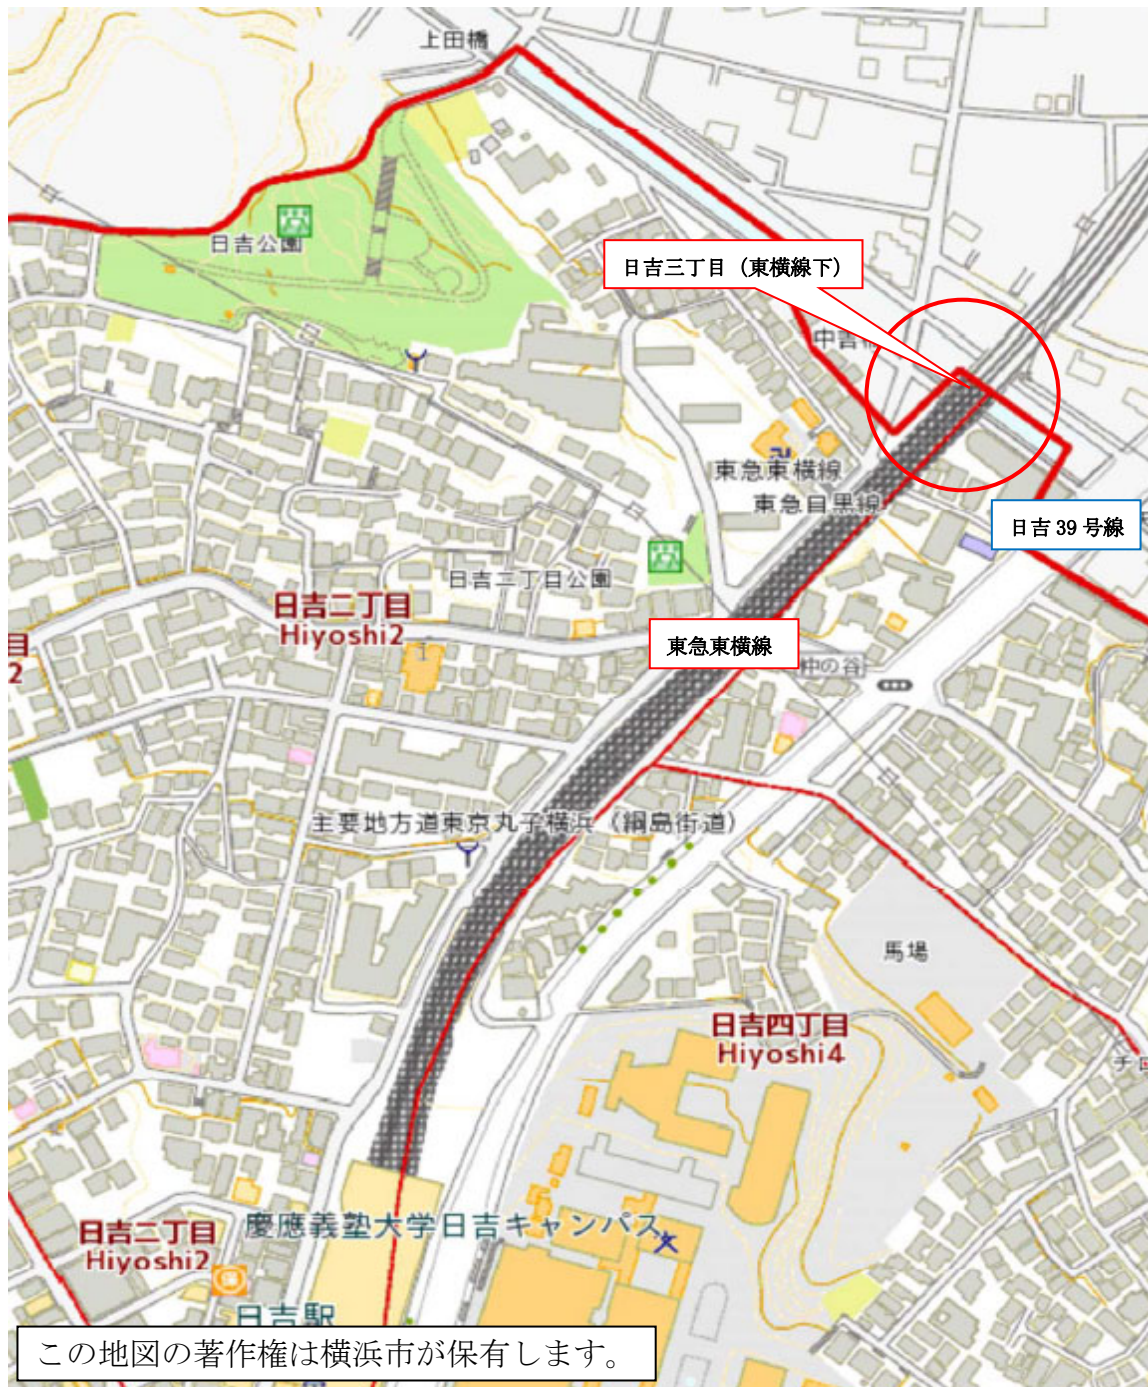 上田橋
日吉公園
日吉三丁目（東横線下）
中吉橋
東急東横線
東急目黒線
日吉39号線
日吉二丁目公園
日吉二丁目
Hiyoshi2
目
2
東急東横線
仲の谷
主要地方道東京丸子横浜（綱島街道）
馬場
日吉四丁目
Hiyoshi4
チロ
日吉二丁目
Hiyoshi2
慶應義塾大学日吉キャンパス
日吉駅
この地図の著作権は横浜市が保有します。